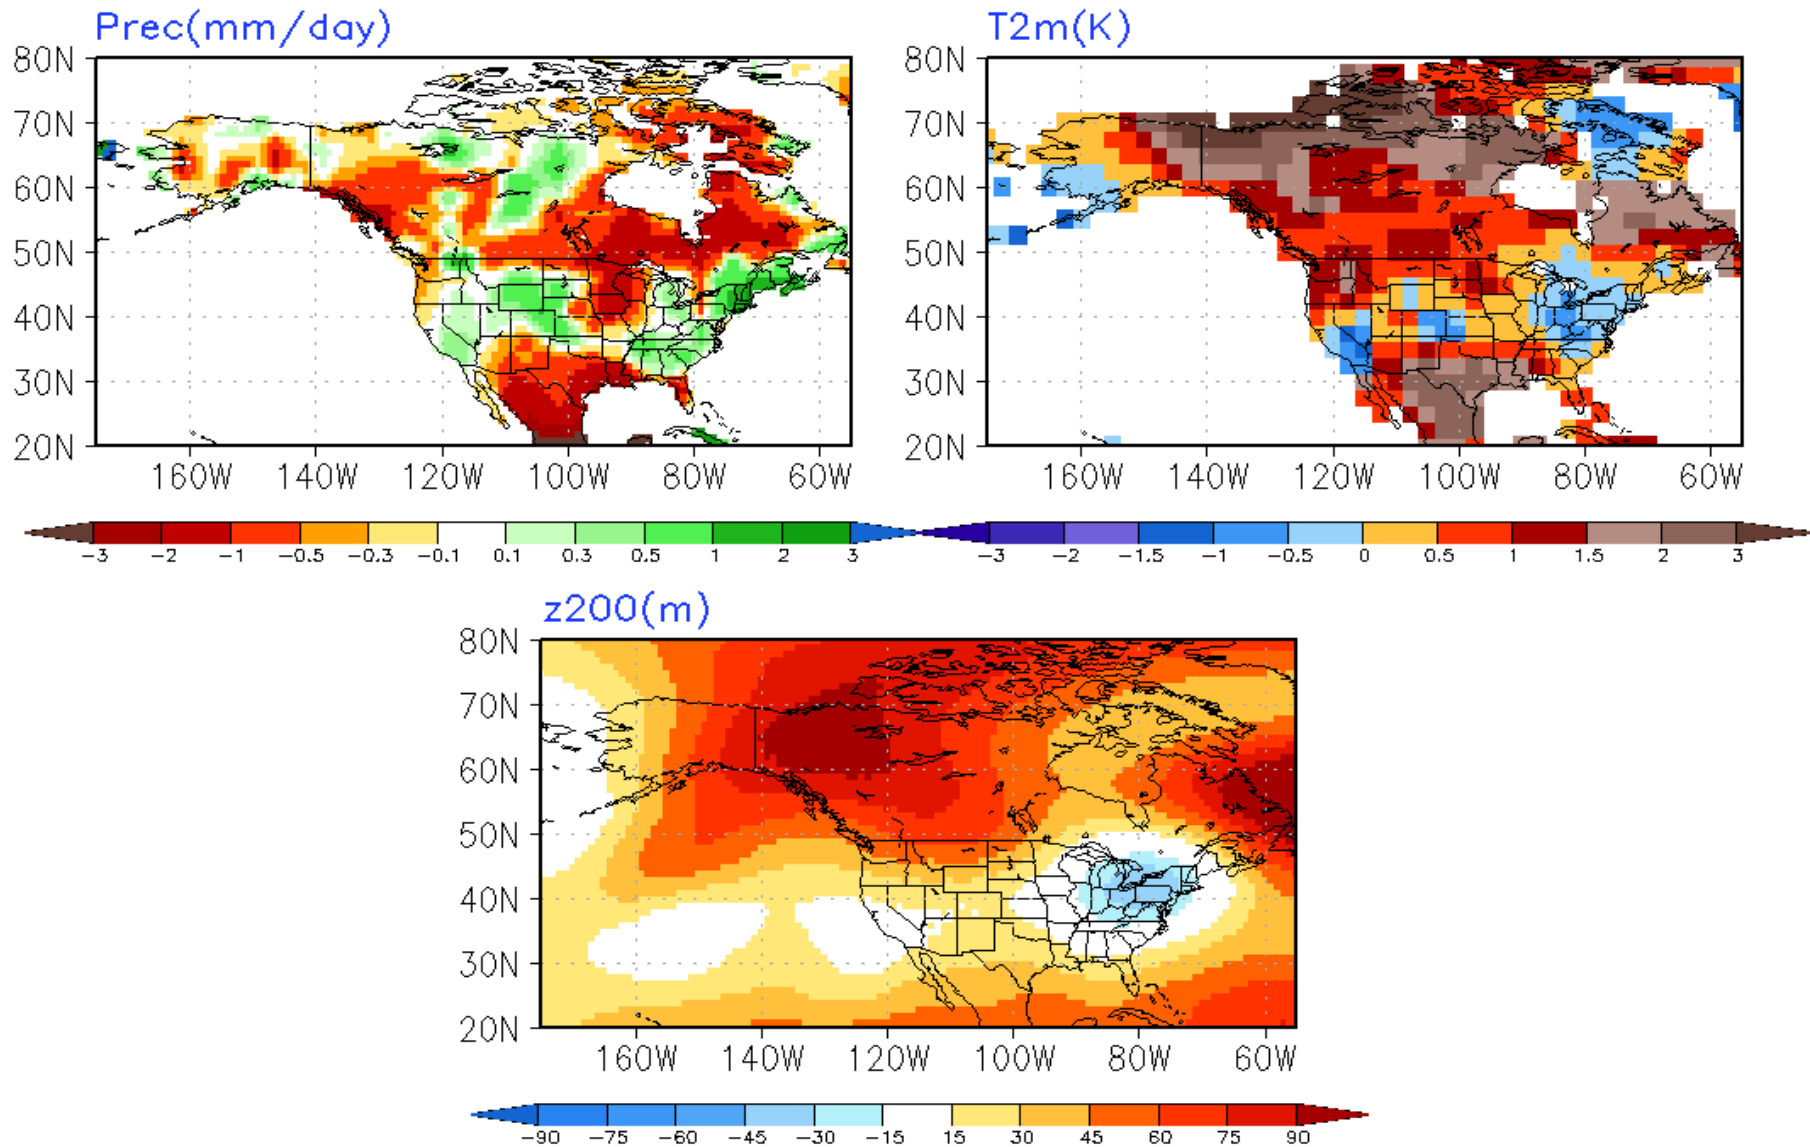 Prec(mm/day)
80N
70N
60N
50N
40N
30N
20N
160W 140W 120W 100W 80W 60W
-3 -2 -1 -0.5 -0.3 -0.1 0.1 0.3 0.5 1 2 3
T2m(K)
80N
70N
60N
50N
40N
30N
20N
160W 140W 120W 100W 80W 60W
-3 -2 -1.5 -1 -0.5 0 0.5 1 1.5 2 3
z200(m)
80N
70N
60N
50N
40N
30N
20N
160W 140W 120W 100W 80W 60W
-90 -75 -60 -45 -30 -15 15 30 45 60 75 90